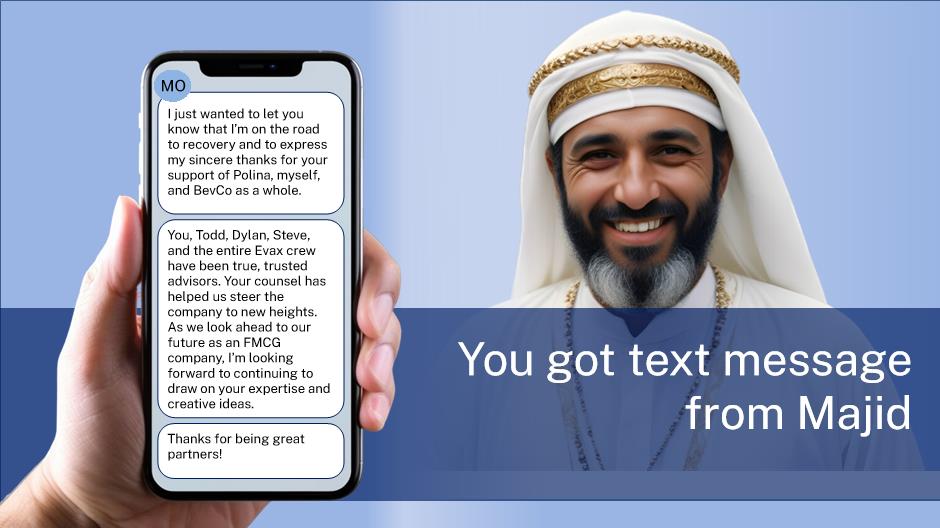 MO
I just wanted to let you
know that I'm on the road
to recovery and to express
my sincere thanks for your
support of Polina, myself,
and BevCo as a whole.
You, Todd, Dylan, Steve,
and the entire Evax crew
have been true, trusted
advisors. Your counsel has
helped us steer the
company to new heights.
As we look ahead to our
future as an FMCG
company, I'm looking
forward to continuing to
draw on your expertise and
creative ideas.
Thanks for being great
partners!
You got text message
from Majid